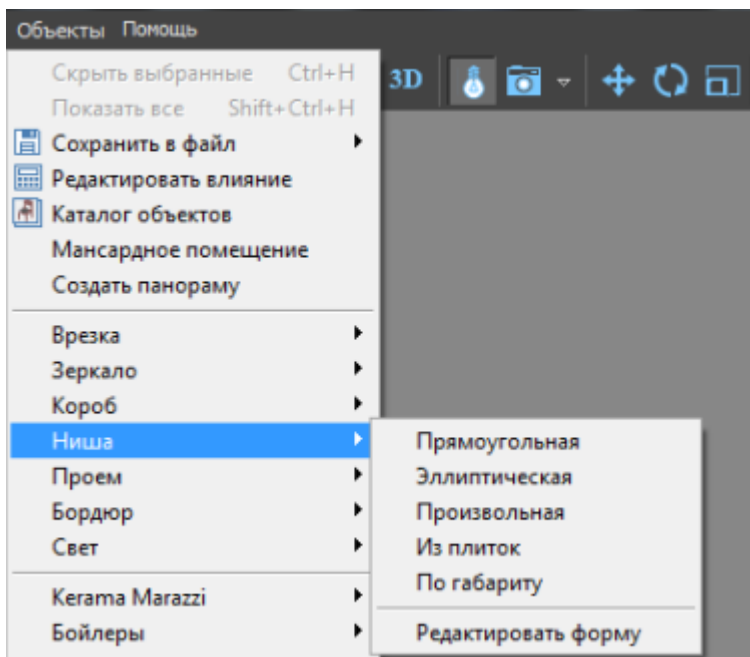 Объекты Помощь
Скрыть выбранные Ctrl+H
3D
Показать все Shift+Ctrl+H
Сохранить в файл
Редактировать влияние
Каталог объектов
Мансардное помещение
Создать панораму
Врезка
Зеркало
Короб
Ниша
Прямоугольная
Проем
Эллиптическая
Бордюр
Произвольная
Свет
Из плиток
По габариту
Kerama Marazzi
Бойлеры
Редактировать форму